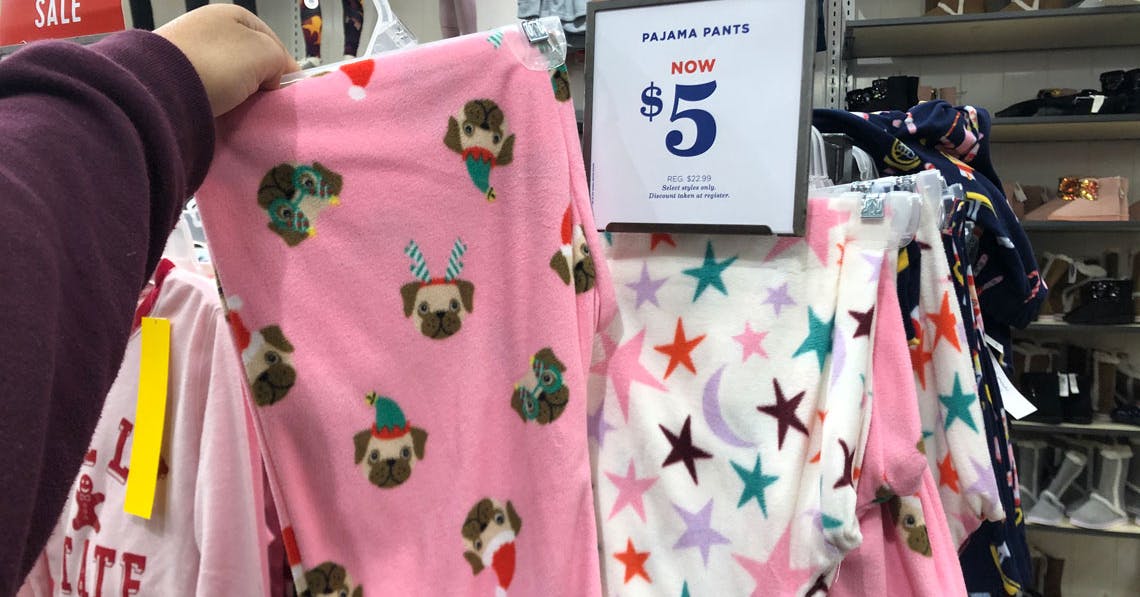 SALE
PAJAMA PANTS
NOW
$5
REG. $22.99
Select styles only.
Discount taken at register.